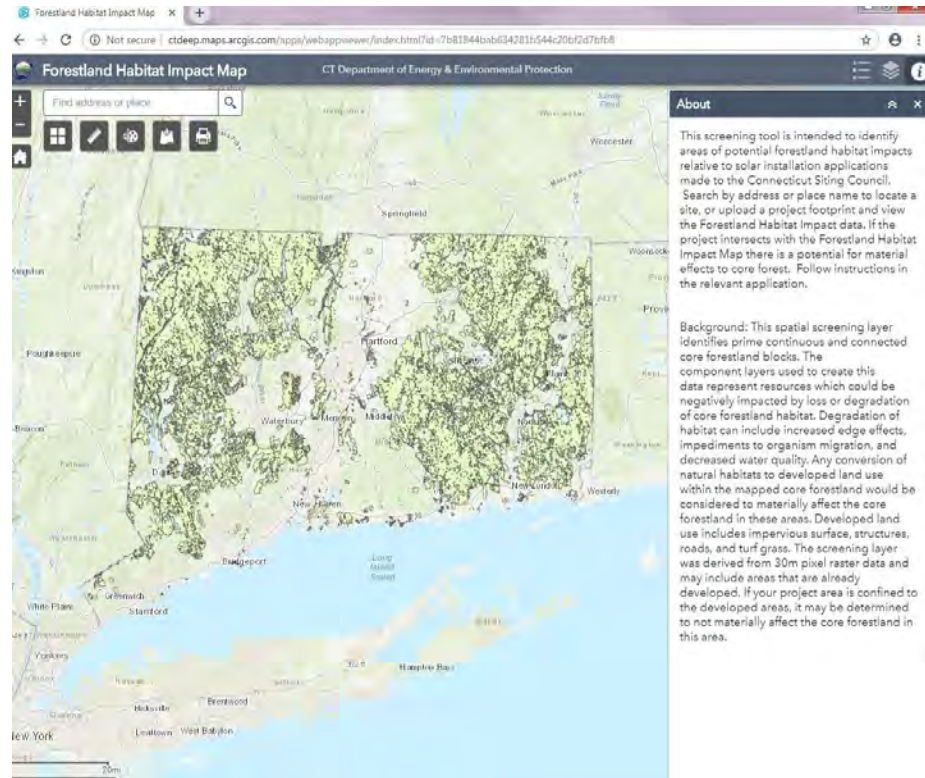 Forestland Habitat Impact Map
Not secure | ctdeep.maps.arcgis.com/apps/webappviewer/index.html?id=7b81844bab634281b544c20bf2d7bfb8
Forestland Habitat Impact Map
CT Department of Energy & Environmental Protection
Find address or place
About
This screening tool is intended to identify
areas of potential forestland habitat impacts
relative to solar installation applications
made to the Connecticut Siting Council.
Search by address or place name to locate a
site, or upload a project footprint and view
the Forestland Habitat Impact data. If the
project intersects with the Forestland Habitat
Impact Map there is a potential for material
effects to core forest. Follow instructions in
the relevant application.
Background: This spatial screening layer
identifies prime continuous and connected
core forestland blocks. The
component layers used to create this
data represent resources which could be
negatively impacted by loss or degradation
of core forestland habitat. Degradation of
habitat can include increased edge effects,
impediments to organism migration, and
decreased water quality. Any conversion of
natural habitats to developed land use
within the mapped core forestland would be
considered to materially affect the core
forestland in these areas. Developed land
use includes impervious surface, structures,
roads, and turf grass. The screening layer
was derived from 30m pixel raster data and
may include areas that are already
developed. If your project area is confined to
the developed areas, it may be determined
to not materially affect the core forestland in
this area.
Worcester
Springfield
Hartford
Poughkeepsie
Waterbury
New Haven
New London
Westerly
Bridgeport
Long
Island
Sound
Greenwich
Stamford
White Plains
Yonkers
Hampton Bays
Hicksville
Brentwood
Levittown
West Babylon
New York
20mi